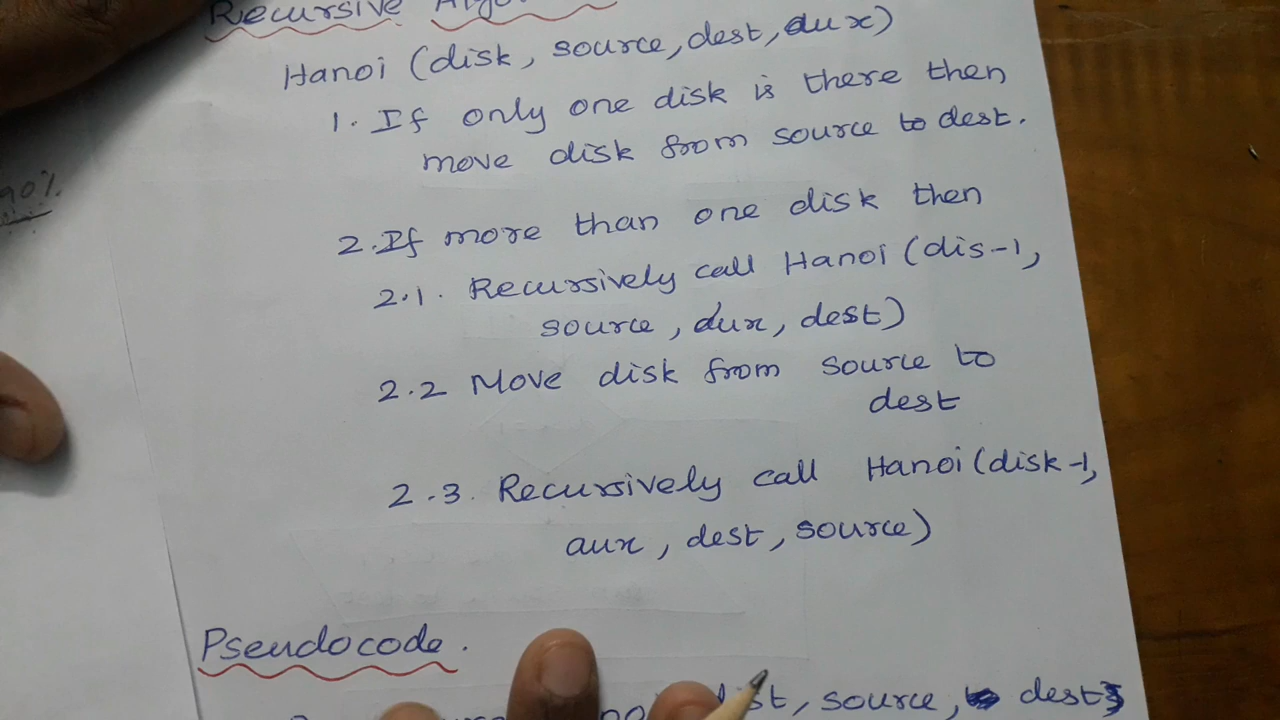 Recursive
Hanoi (disk, source, dest, aux)
1. If only one disk is there then
move disk from source to dest.
2. If more than one disk then
2.1. Recursively call Hanoi (dis-1,
source, aux, dest)
2.2 Move disk from source to
dest
2.3. Recursively call Hanoi (disk-1,
aux, dest, source)
Pseudocode.
source, dest,
90%